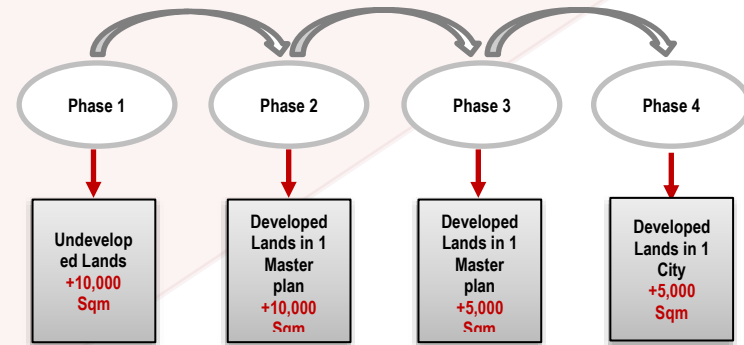 Phase 1
Phase 2
Phase 3
Phase 4
Undevelop
ed Lands
+10,000
Sqm
Developed
Lands in 1
Master
plan
+10,000
Sqm
Developed
Lands in 1
Master
plan
+5,000
Sqm
Developed
Lands in 1
City
+5,000
Sqm